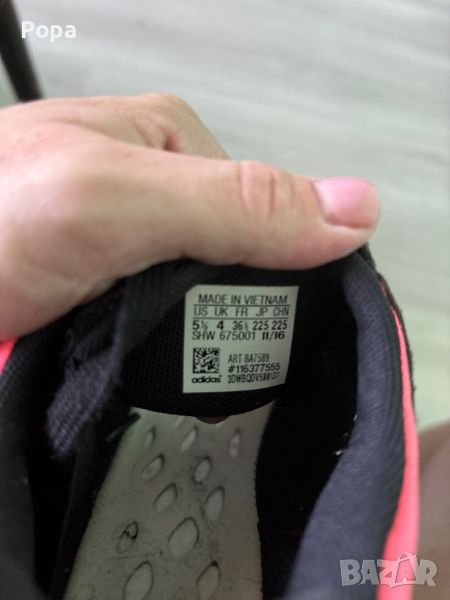 Popa
MADE IN VIETNAM
US UK FR JP CHN
5½ 4 36⅔ 225 225
SHW 675001 11/16
ART BA7589
#116377555
adidas
BAZAR